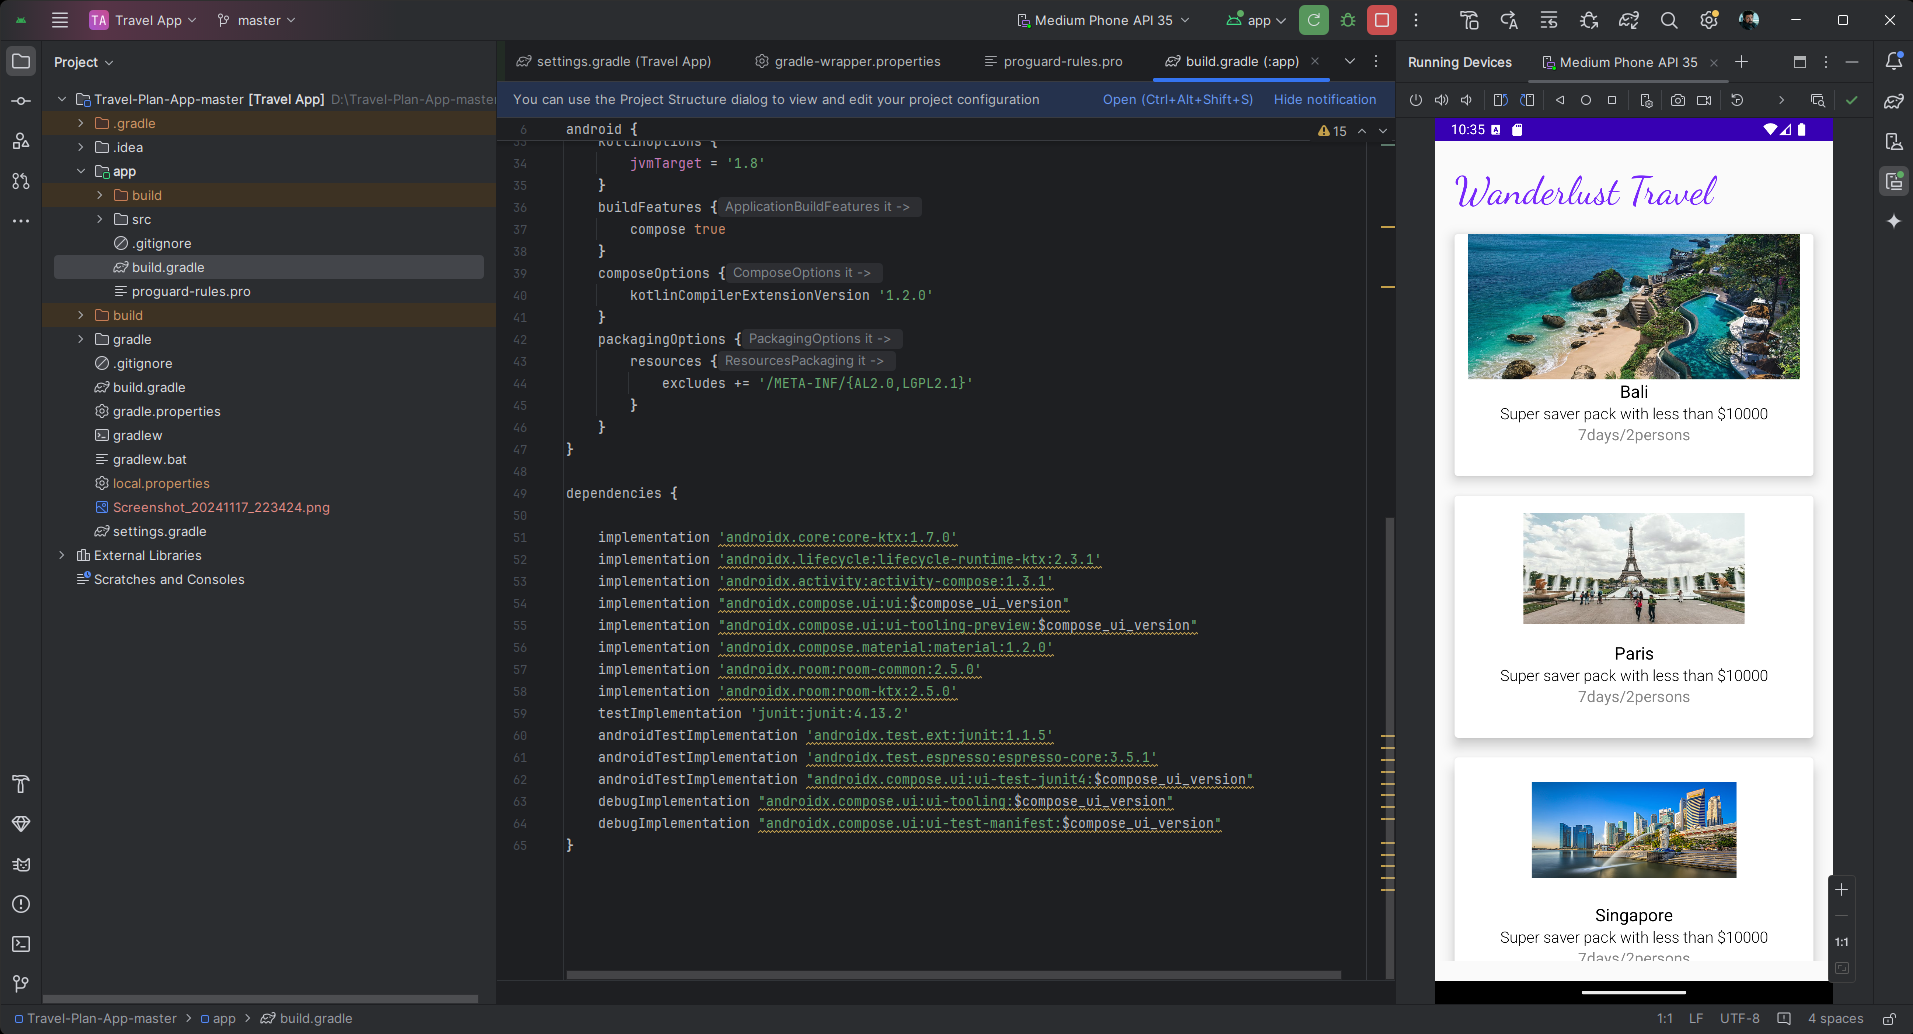 TA Travel App master
Medium Phone API 35 app
Project
settings.gradle (Travel App) gradle-wrapper.properties proguard-rules.pro build.gradle (:app)
Running Devices Medium Phone API 35
You can use the Project Structure dialog to view and edit your project configuration Open (Ctrl+Alt+Shift+S) Hide notification
Travel-Plan-App-master [Travel App] D:\Travel-Plan-App-master
.gradle
.idea
app
build
src
.gitignore
build.gradle
proguard-rules.pro
build
gradle
.gitignore
build.gradle
gradle.properties
gradlew
gradlew.bat
local.properties
Screenshot_20241117_223424.png
settings.gradle
External Libraries
Scratches and Consoles
6 android { 15
33 kotlinOptions {
34 jvmTarget = '1.8'
35 }
36 buildFeatures { ApplicationBuildFeatures it ->
37 compose true
38 }
39 composeOptions { ComposeOptions it ->
40 kotlinCompilerExtensionVersion '1.2.0'
41 }
42 packagingOptions { PackagingOptions it ->
43 resources { ResourcesPackaging it ->
44 excludes += '/META-INF/{AL2.0,LGPL2.1}'
45 }
46 }
47 }
48
49 dependencies {
50
51 implementation 'androidx.core:core-ktx:1.7.0'
52 implementation 'androidx.lifecycle:lifecycle-runtime-ktx:2.3.1'
53 implementation 'androidx.activity:activity-compose:1.3.1'
54 implementation "androidx.compose.ui:ui:$compose_ui_version"
55 implementation "androidx.compose.ui:ui-tooling-preview:$compose_ui_version"
56 implementation 'androidx.compose.material:material:1.2.0'
57 implementation 'androidx.room:room-common:2.5.0'
58 implementation 'androidx.room:room-ktx:2.5.0'
59 testImplementation 'junit:junit:4.13.2'
60 androidTestImplementation 'androidx.test.ext:junit:1.1.5'
61 androidTestImplementation 'androidx.test.espresso:espresso-core:3.5.1'
62 androidTestImplementation "androidx.compose.ui:ui-test-junit4:$compose_ui_version"
63 debugImplementation "androidx.compose.ui:ui-tooling:$compose_ui_version"
64 debugImplementation "androidx.compose.ui:ui-test-manifest:$compose_ui_version"
65 }
10:35 A
Wanderlust Travel
Bali
Super saver pack with less than $10000
7days/2persons
Paris
Super saver pack with less than $10000
7days/2persons
Singapore
Super saver pack with less than $10000
7days/2persons
1:1
Travel-Plan-App-master > app > build.gradle
1:1 LF UTF-8 4 spaces